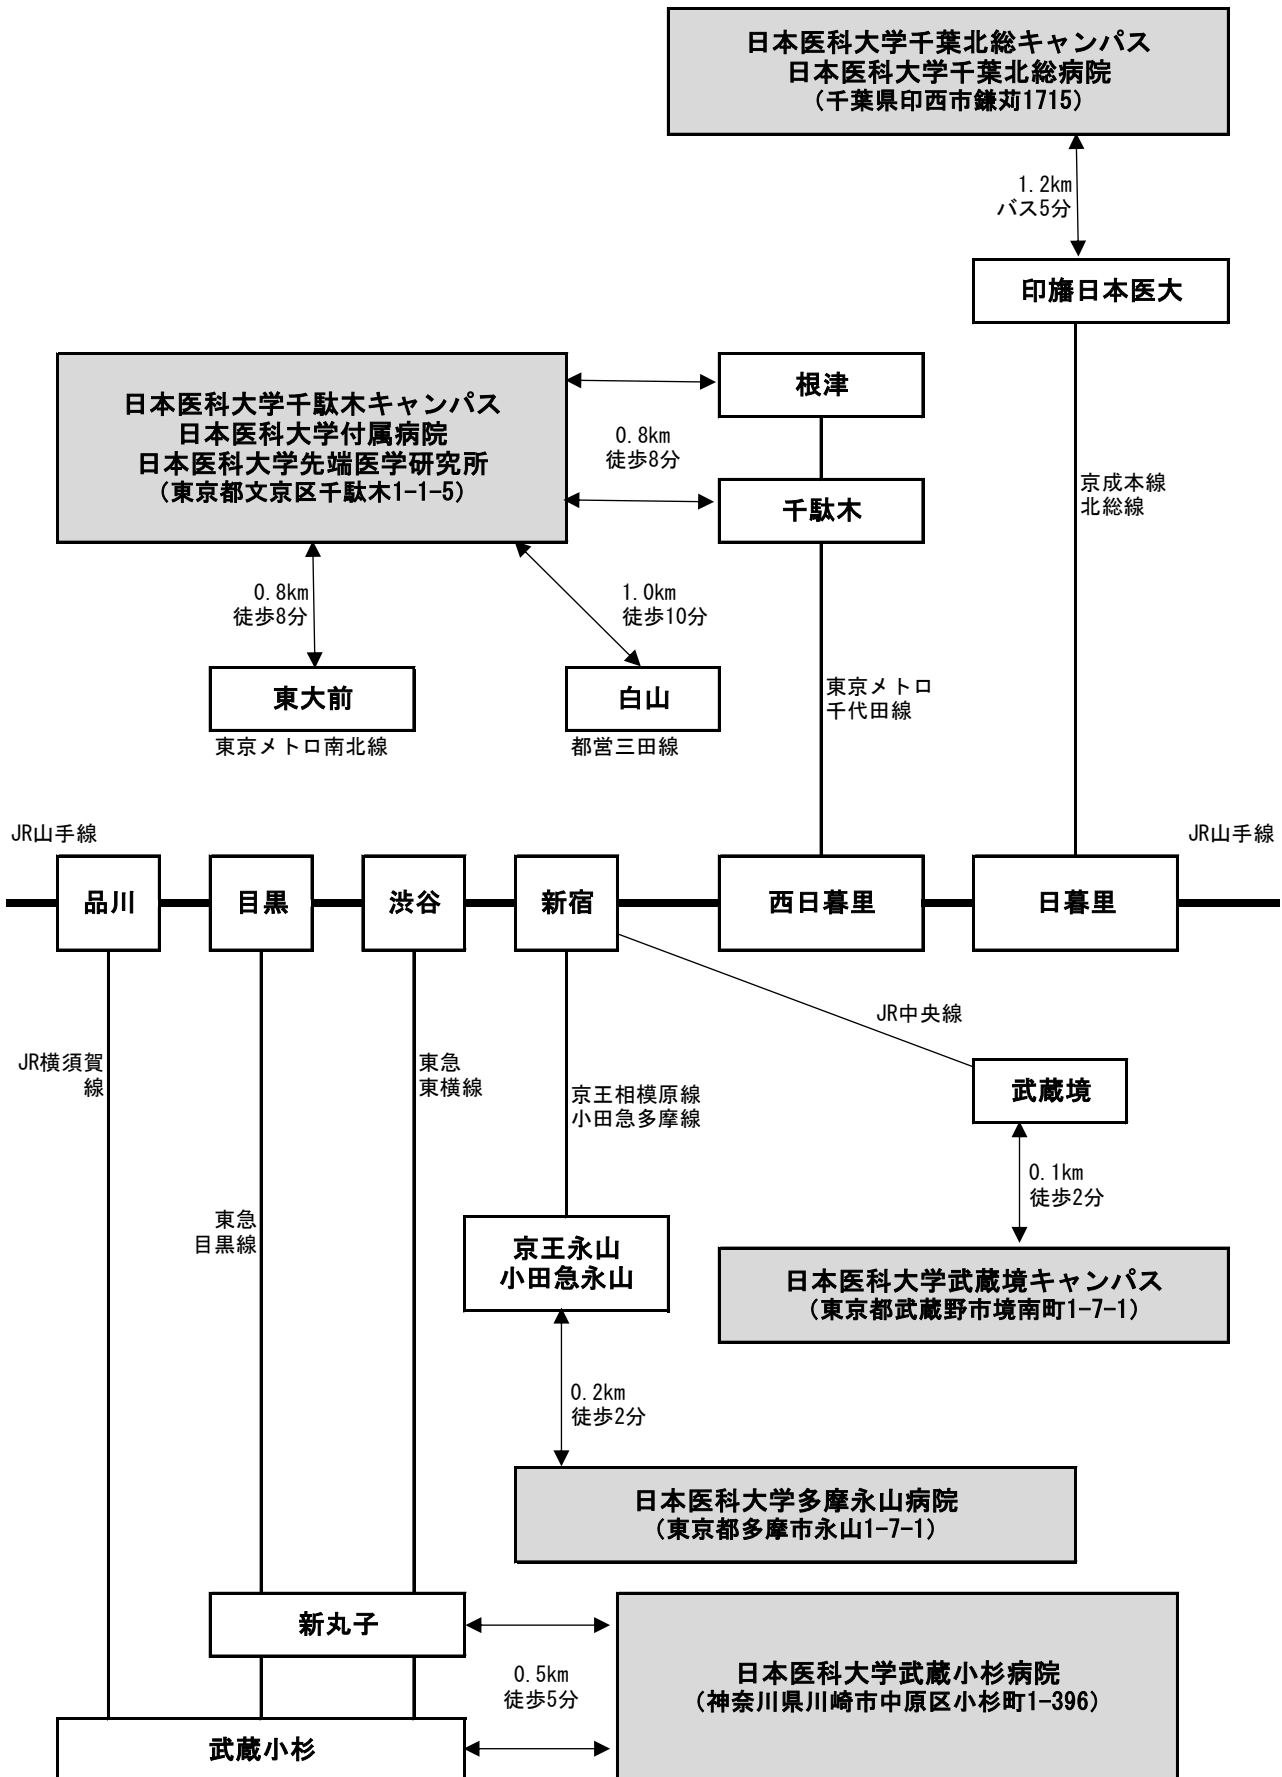 日本医科大学千葉北総キャンパス
日本医科大学千葉北総病院
(千葉県印西市鎌苅1715)
1.2km
バス5分
印旛日本医大
日本医科大学千駄木キャンパス
日本医科大学付属病院
日本医科大学先端医学研究所
(東京都文京区千駄木1-1-5)
根津
0.8km
徒歩8分
千駄木
京成本線
北総線
0.8km
徒歩8分
1.0km
徒歩10分
東大前
東京メトロ南北線
白山
都営三田線
東京メトロ
千代田線
JR山手線
JR山手線
品川
目黒
渋谷
新宿
西日暮里
日暮里
JR中央線
JR横須賀
線
東急
東横線
京王相模原線
小田急多摩線
武蔵境
0.1km
徒歩2分
東急
目黒線
京王永山
小田急永山
日本医科大学武蔵境キャンパス
(東京都武蔵野市境南町1-7-1)
0.2km
徒歩2分
日本医科大学多摩永山病院
(東京都多摩市永山1-7-1)
新丸子
0.5km
徒歩5分
日本医科大学武蔵小杉病院
(神奈川県川崎市中原区小杉町1-396)
武蔵小杉